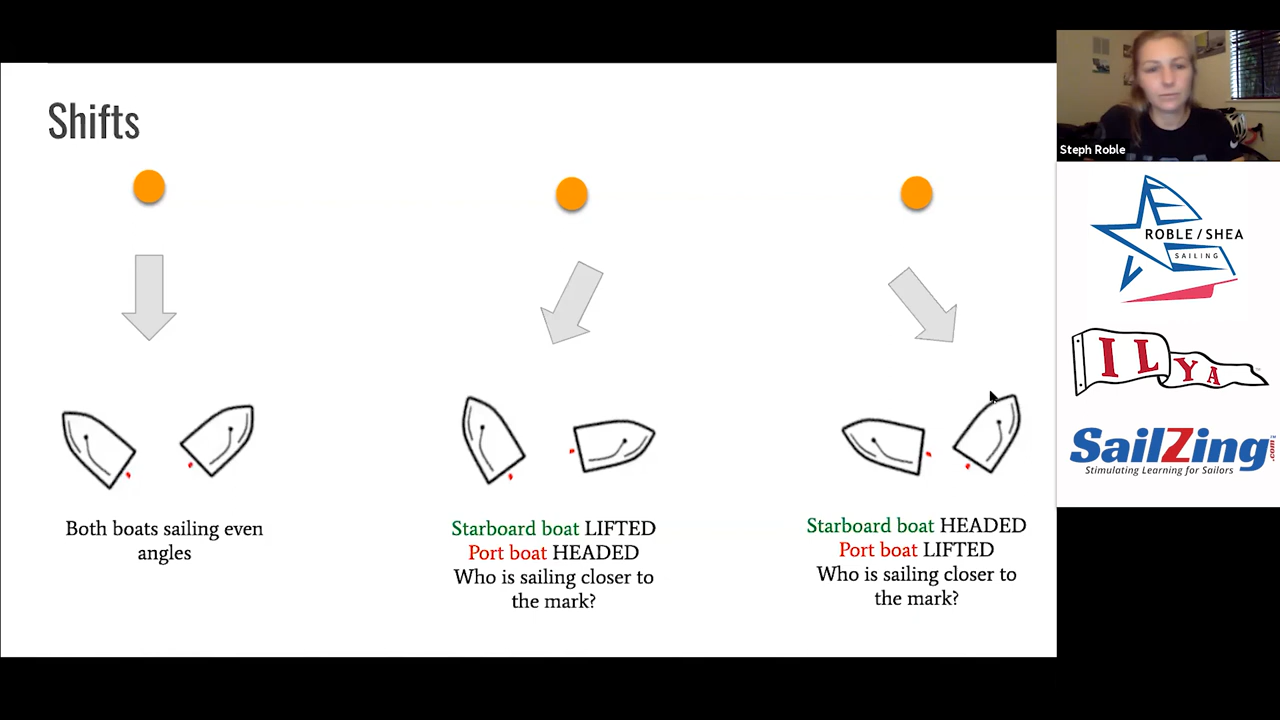 Shifts
Both boats sailing even
angles
Starboard boat LIFTED
Port boat HEADED
Who is sailing closer to
the mark?
Starboard boat HEADED
Port boat LIFTED
Who is sailing closer to
the mark?
Steph Roble
ROBLE / SHEA
SAILING
ILYA
SailZing.com
Stimulating Learning for Sailors